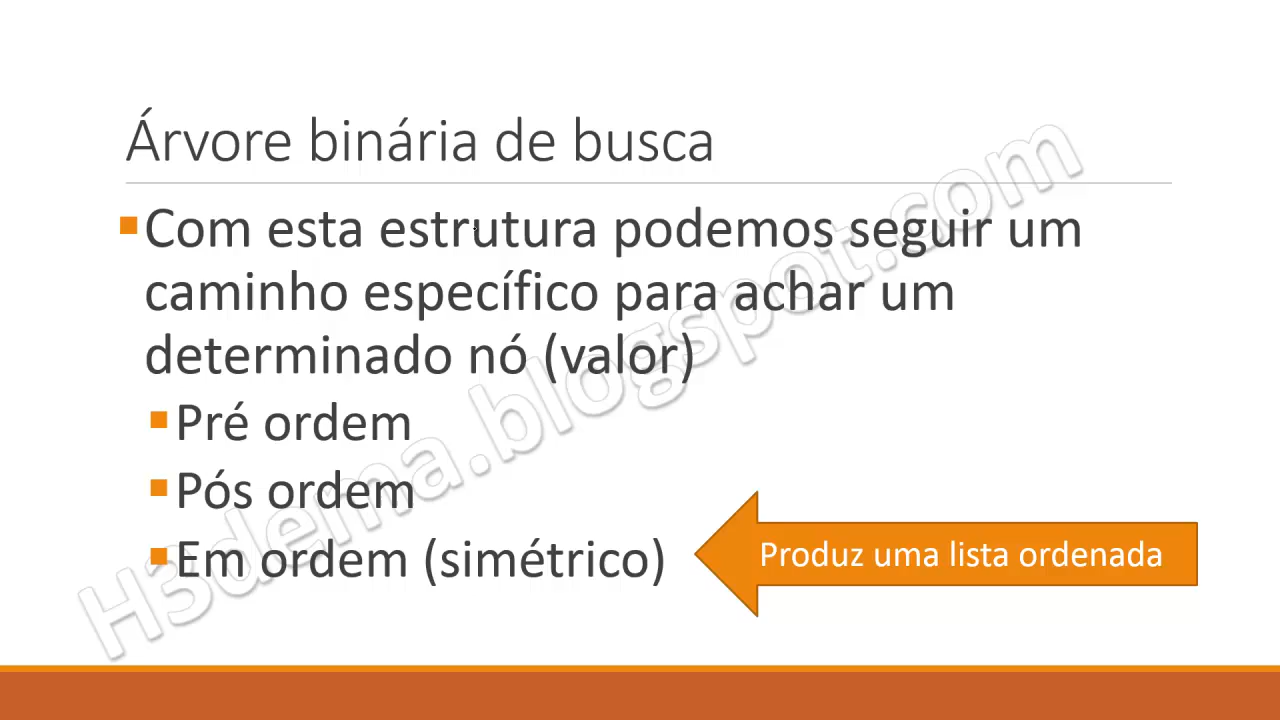 Árvore binária de busca
Com esta estrutura podemos seguir um
caminho específico para achar um
determinado nó (valor)
Pré ordem
Pós ordem
Em ordem (simétrico)
Produz uma lista ordenada
H3dema.blogspot.com